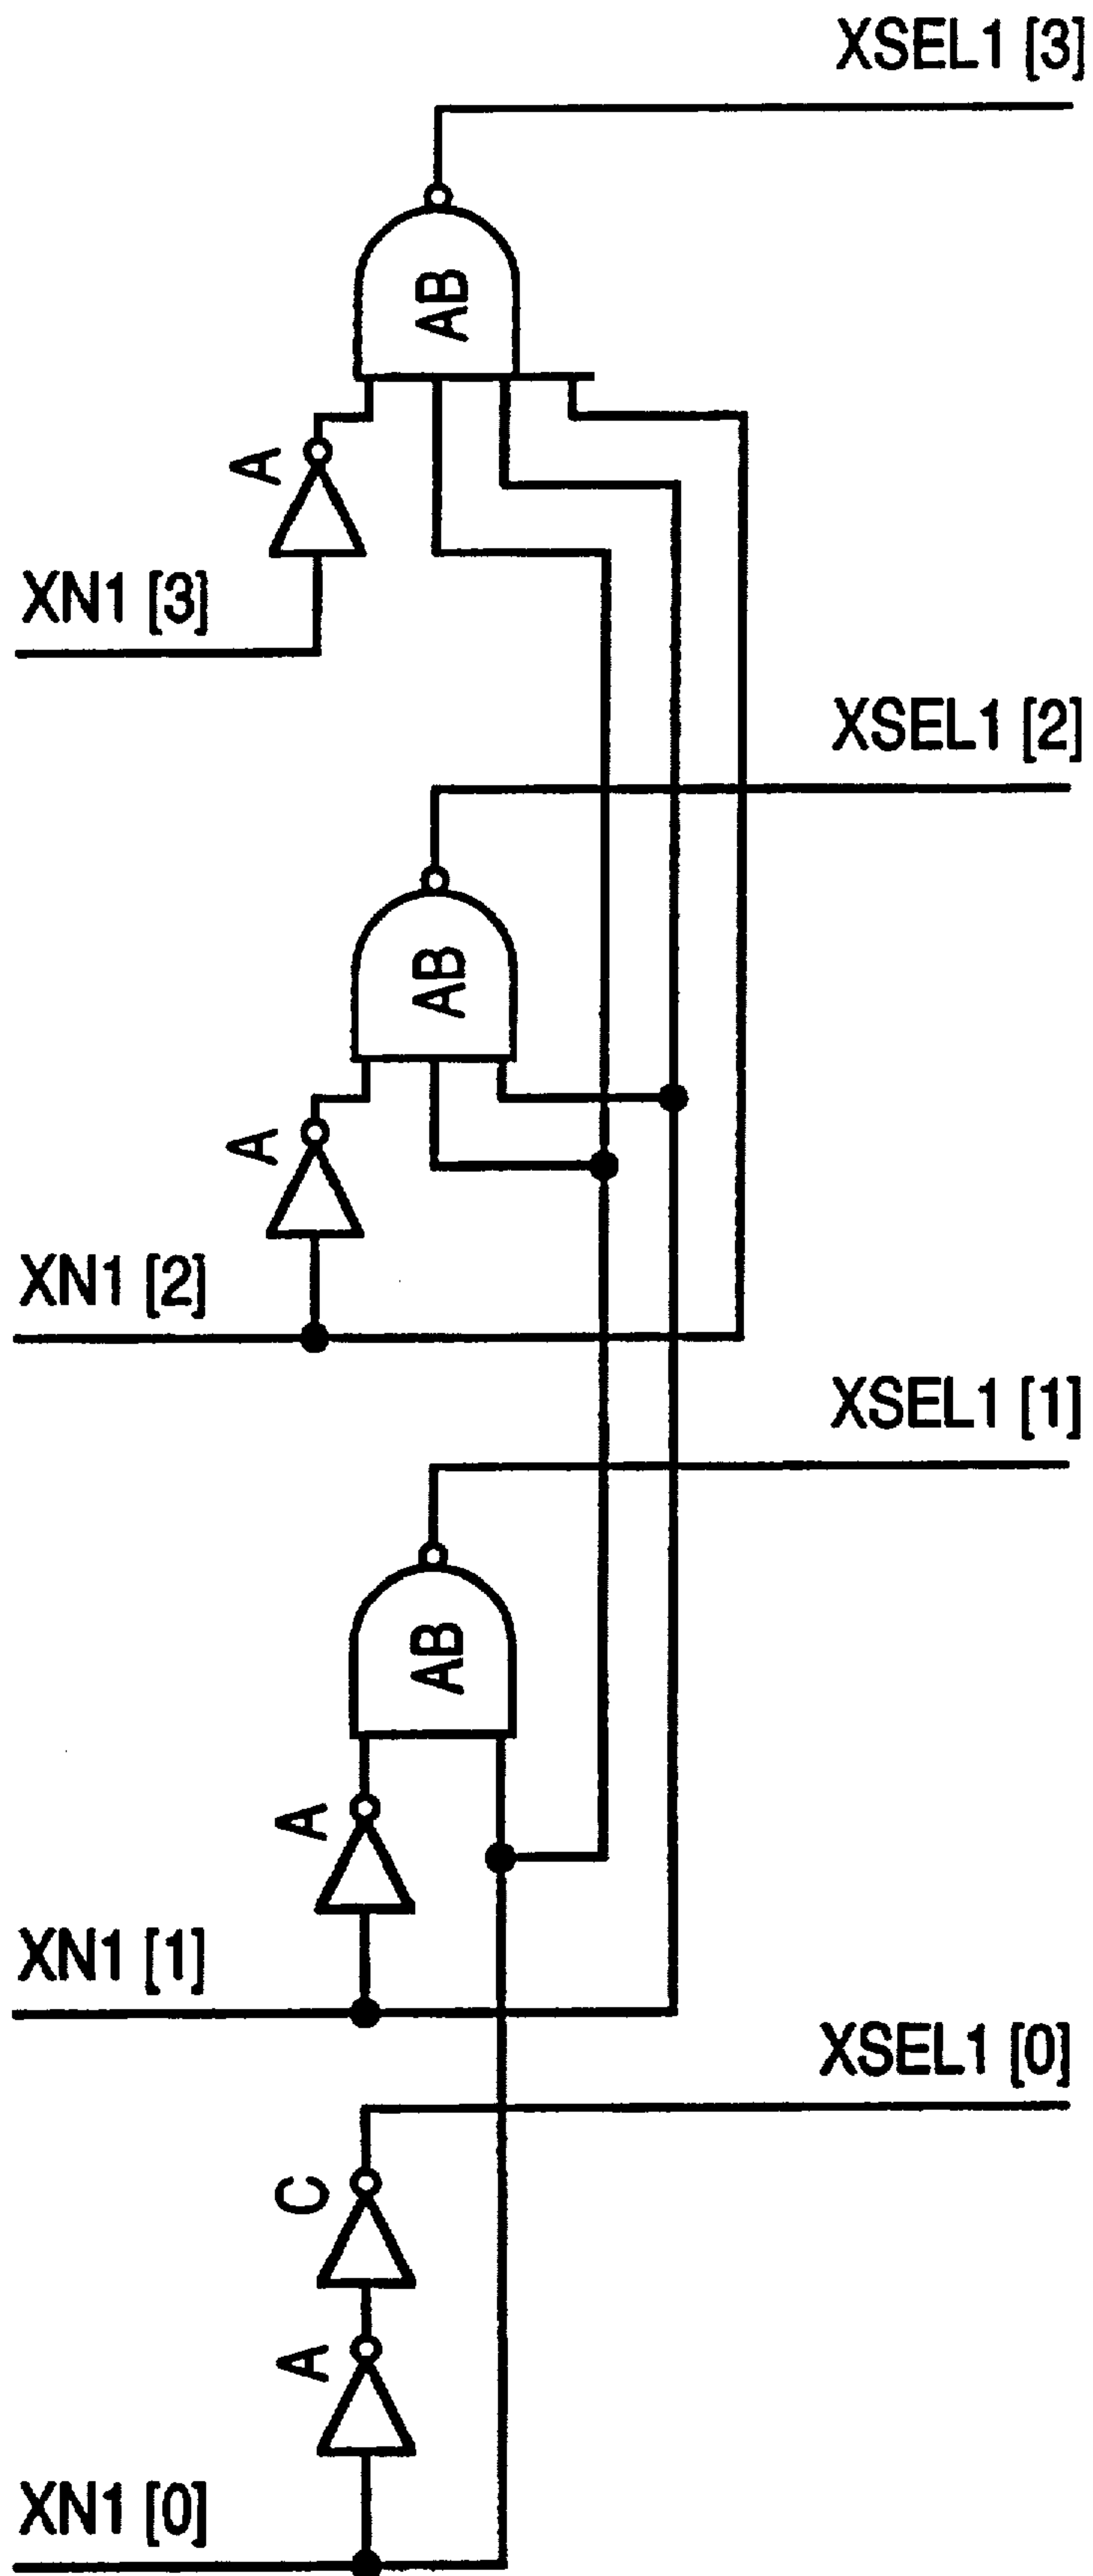 XSEL1 [3]
AB
A
XN1 [3]
XSEL1 [2]
AB
A
XN1 [2]
XSEL1 [1]
AB
A
XN1 [1]
XSEL1 [0]
C
A
XN1 [0]